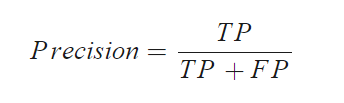 Precision = TP / (TP + FP)